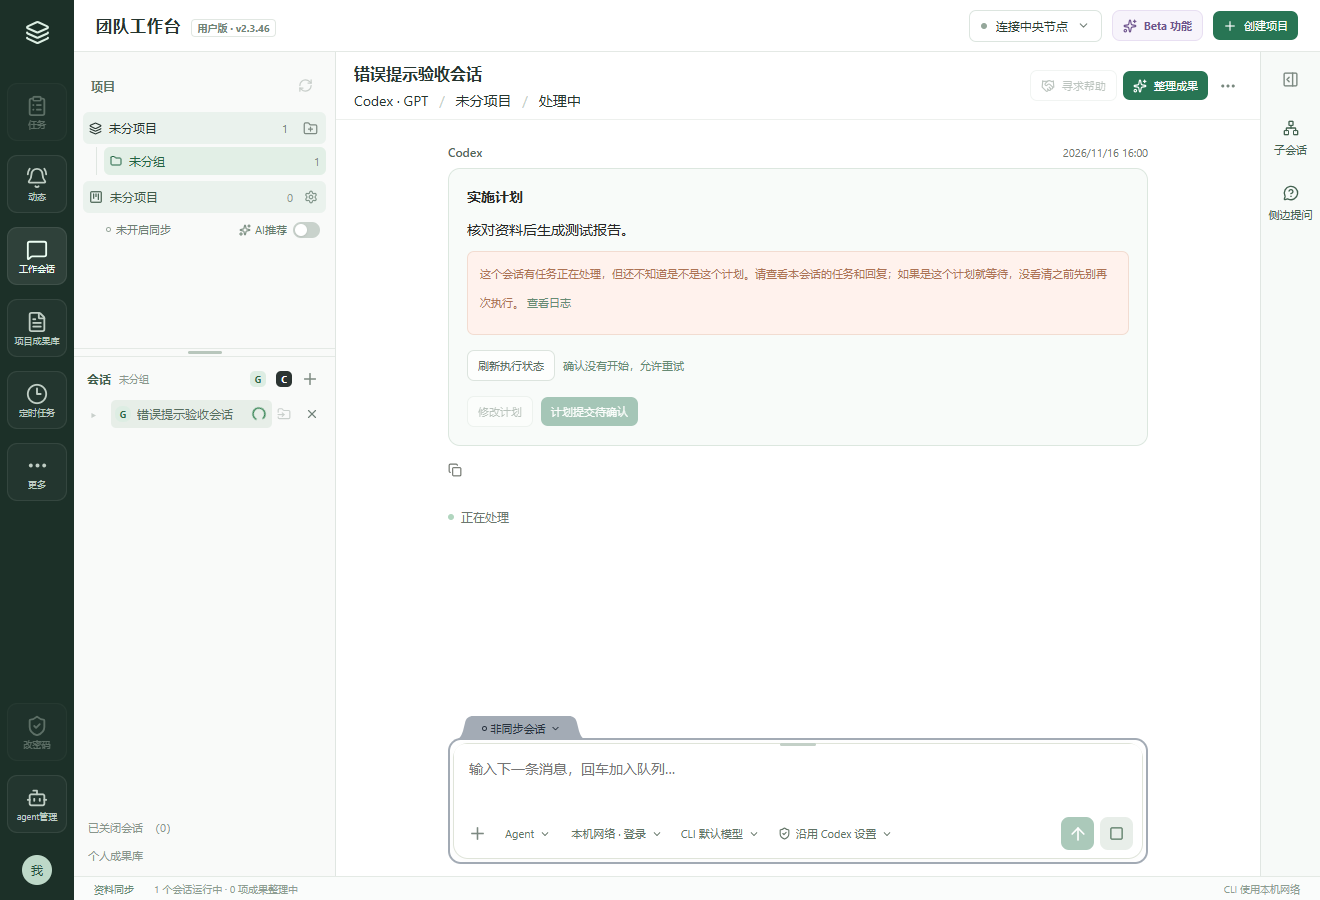 团队工作台 用户版 · v2.3.46
连接中央节点
Beta 功能
创建项目
任务
动态
工作会话
项目成果库
定时任务
更多
改密码
agent管理
我
项目
未分项目 1
未分组 1
未分项目 0
未开启同步 AI推荐
会话 未分组 G C
G 错误提示验收会话
已关闭会话 (0)
个人成果库
错误提示验收会话
Codex · GPT / 未分项目 / 处理中
寻求帮助
整理成果
Codex 2026/11/16 16:00
实施计划
核对资料后生成测试报告。
这个会话有任务正在处理，但还不知道是不是这个计划。请查看本会话的任务和回复；如果是这个计划就等待，没看清之前先别再
次执行。 查看日志
刷新执行状态 确认没有开始，允许重试
修改计划 计划提交待确认
正在处理
非同步会话
输入下一条消息，回车加入队列...
Agent 本机网络 · 登录 CLI 默认模型 沿用 Codex 设置
子会话
侧边提问
资料同步 1 个会话运行中 · 0 项成果整理中
CLI 使用本机网络